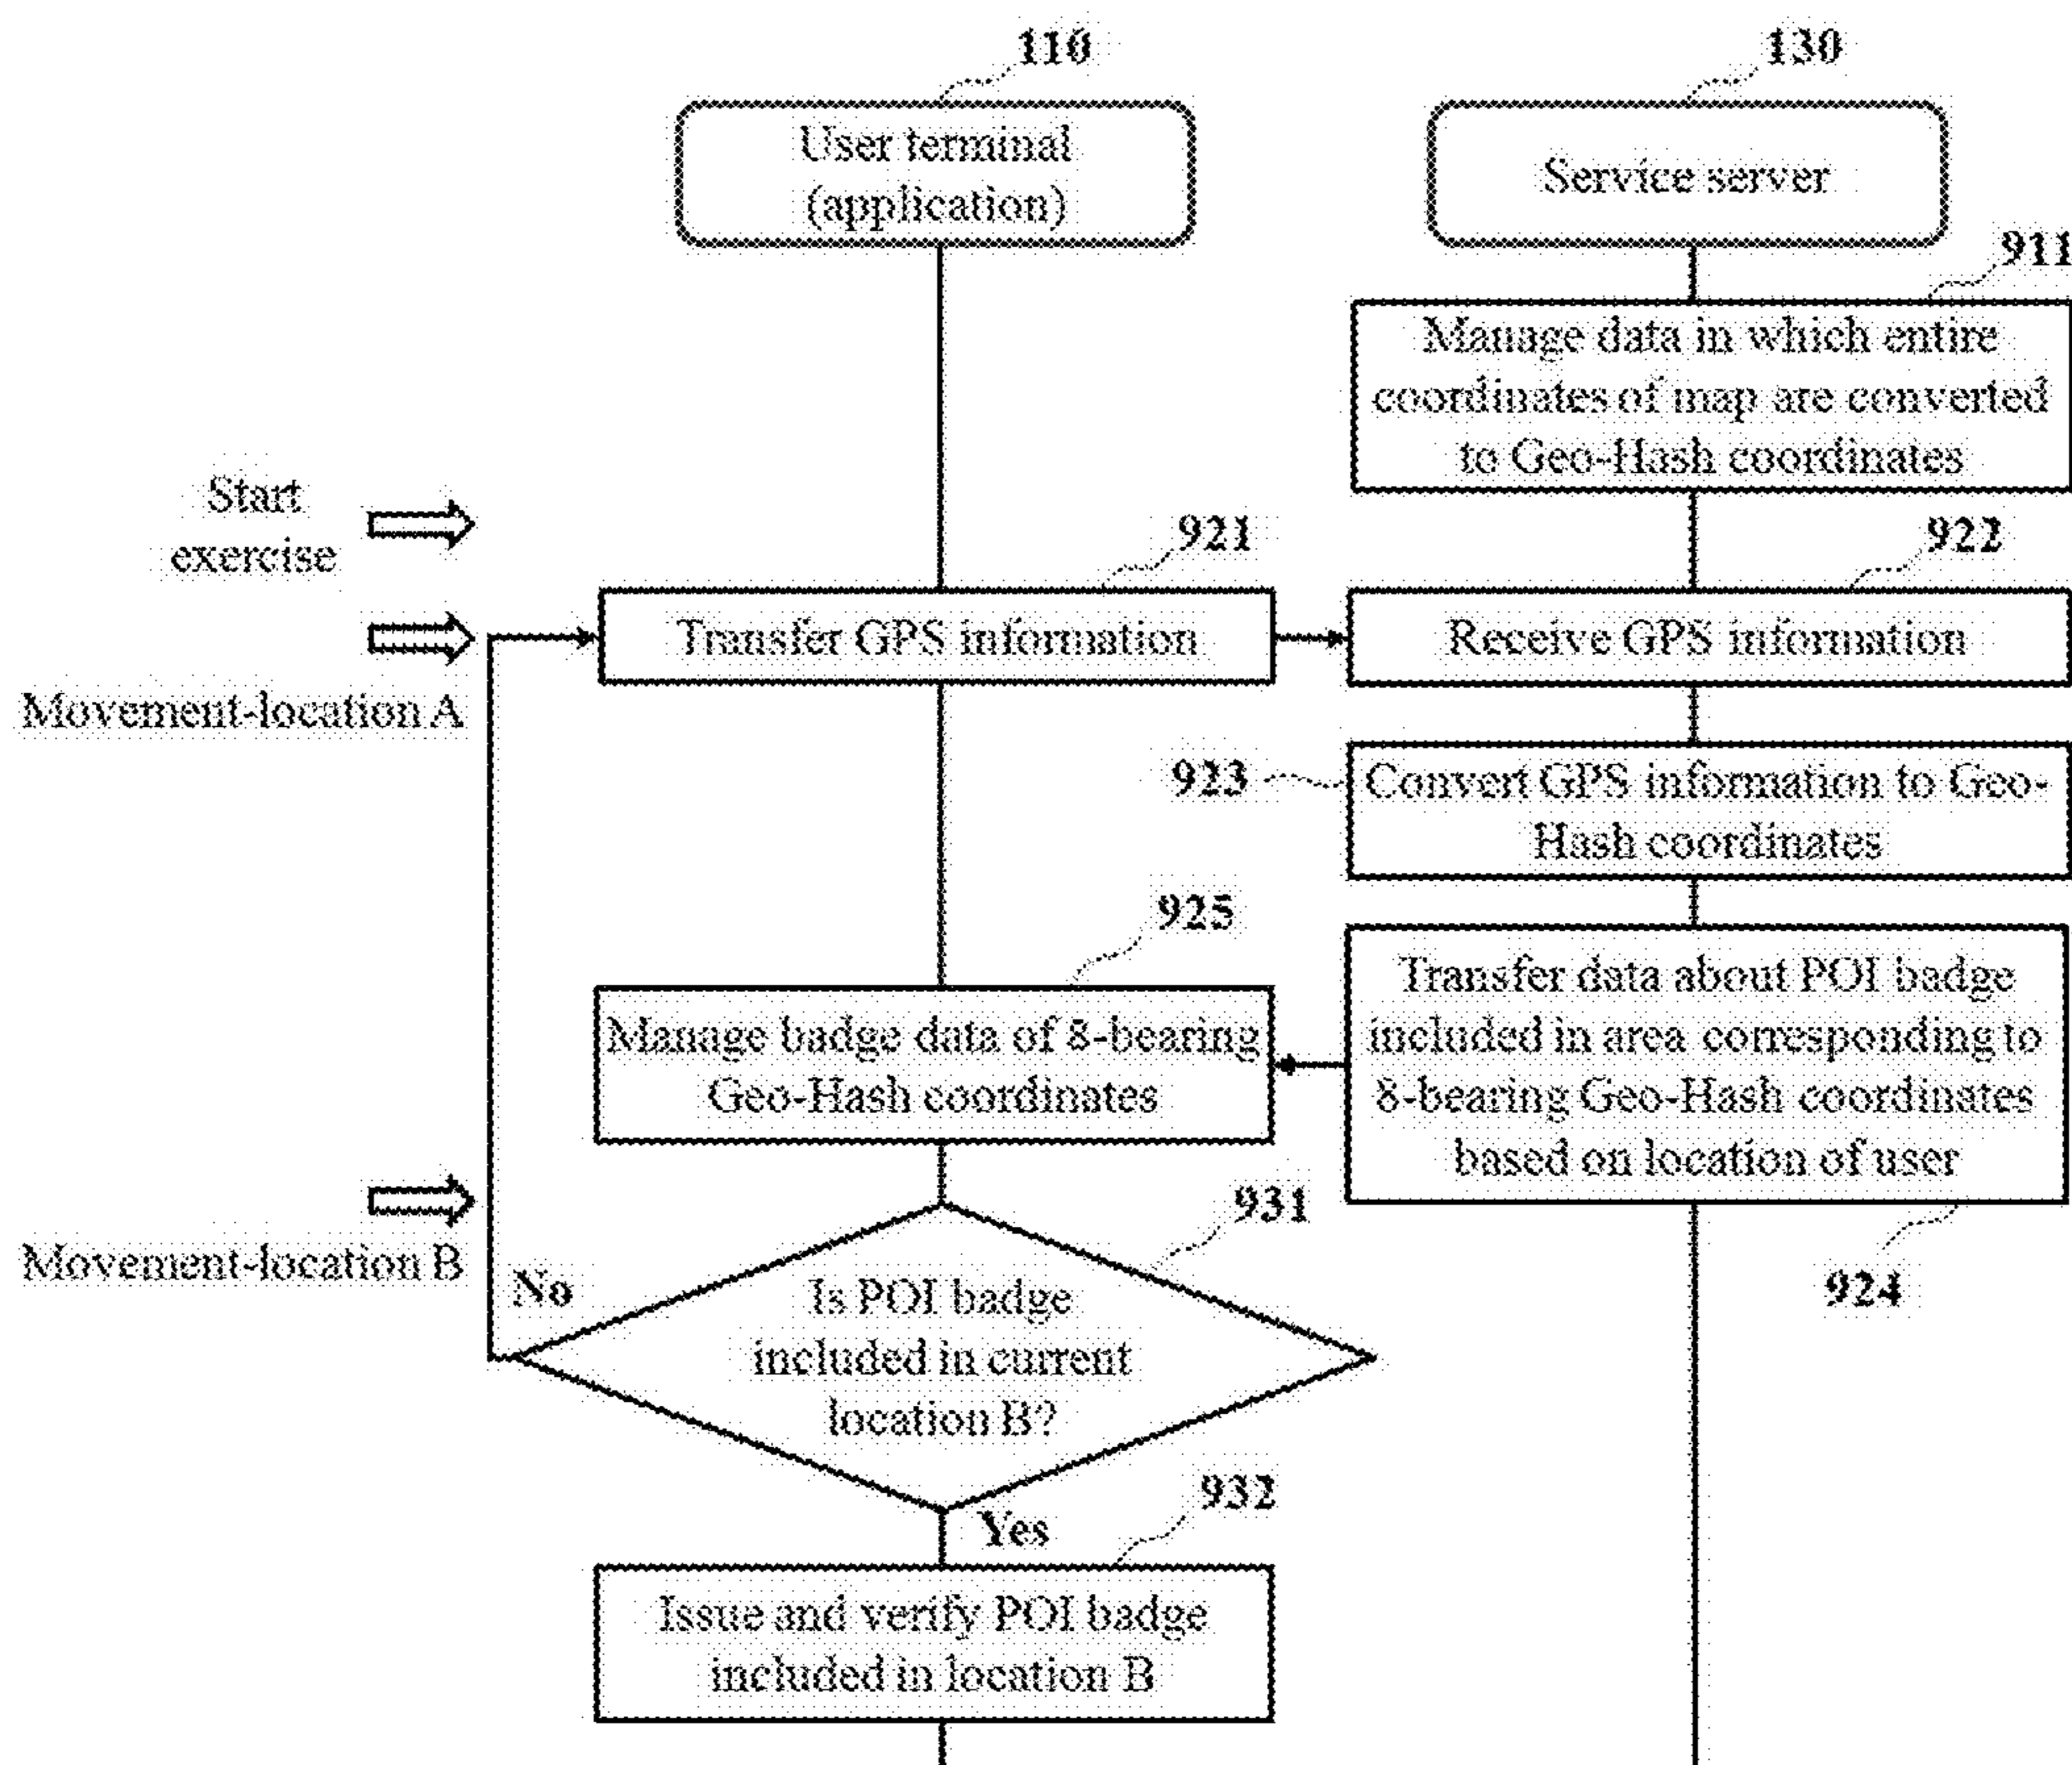 110
130
User terminal
(application)
Service server
911
Manage data in which entire
coordinates of map are converted
to Geo-Hash coordinates
Start
exercise
921
922
Transfer GPS information
Receive GPS information
Movement-location A
923
Convert GPS information to Geo-
Hash coordinates
925
Transfer data about POI badge
included in area corresponding to
8-bearing Geo-Hash coordinates
based on location of user
Manage badge data of 8-bearing
Geo-Hash coordinates
924
Movement-location B
931
No
Is POI badge
included in current
location B?
Yes
932
Issue and verify POI badge
included in location B